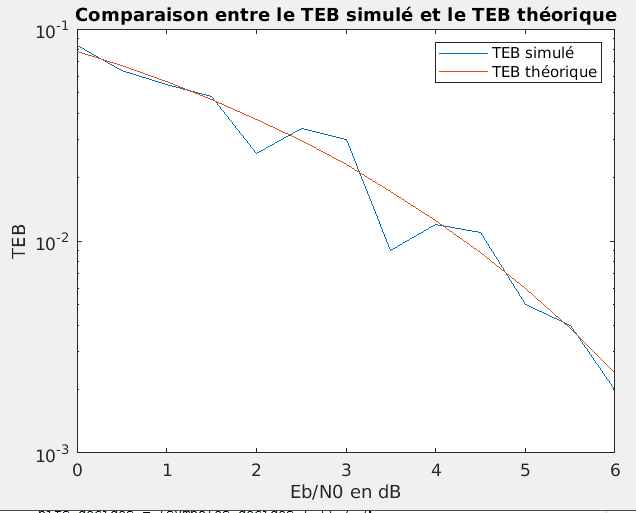 Comparaison entre le TEB simulé et le TEB théorique
10-1
TEB simulé
TEB théorique
TEB
10-2
10-3
0 1 2 3 4 5 6
Eb/N0 en dB